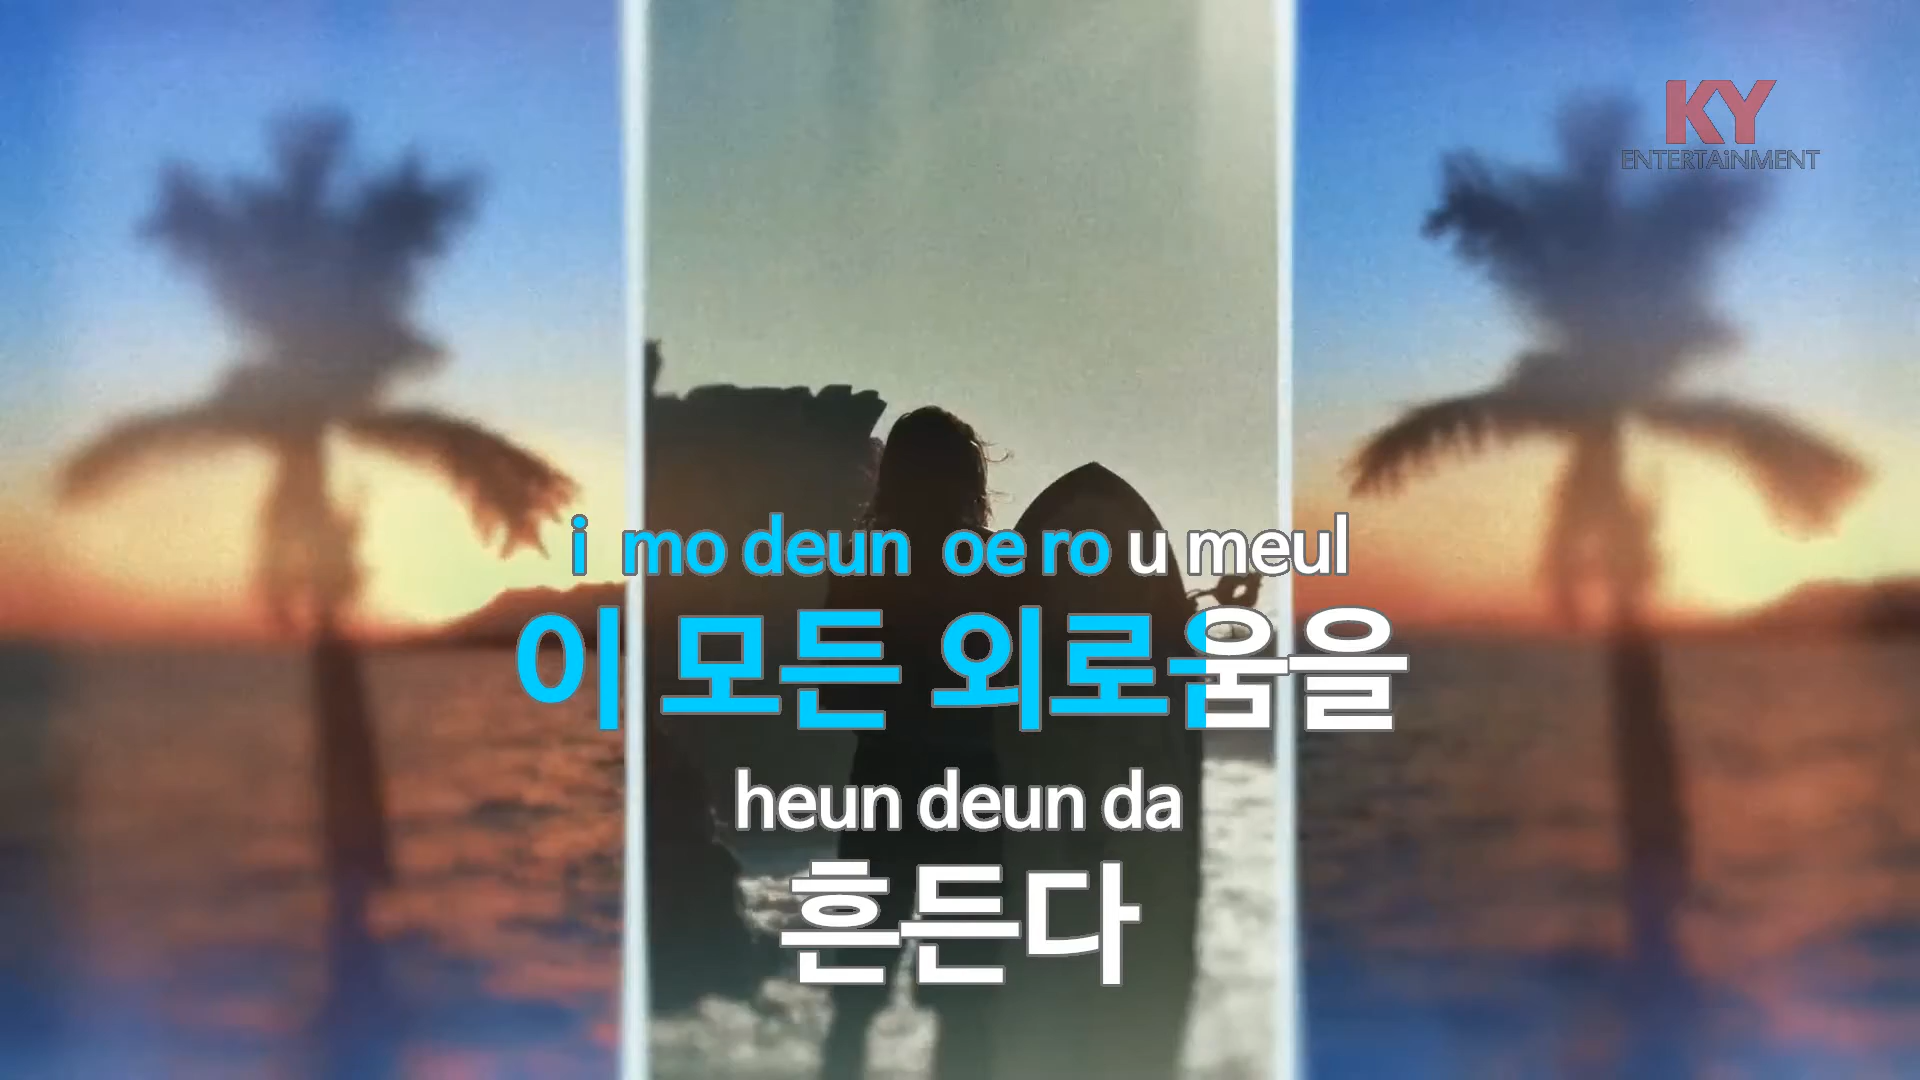 KY
ENTERTAiNMENT
i mo deun oe ro u meul
이 모든 외로움을
heun deun da
흔든다